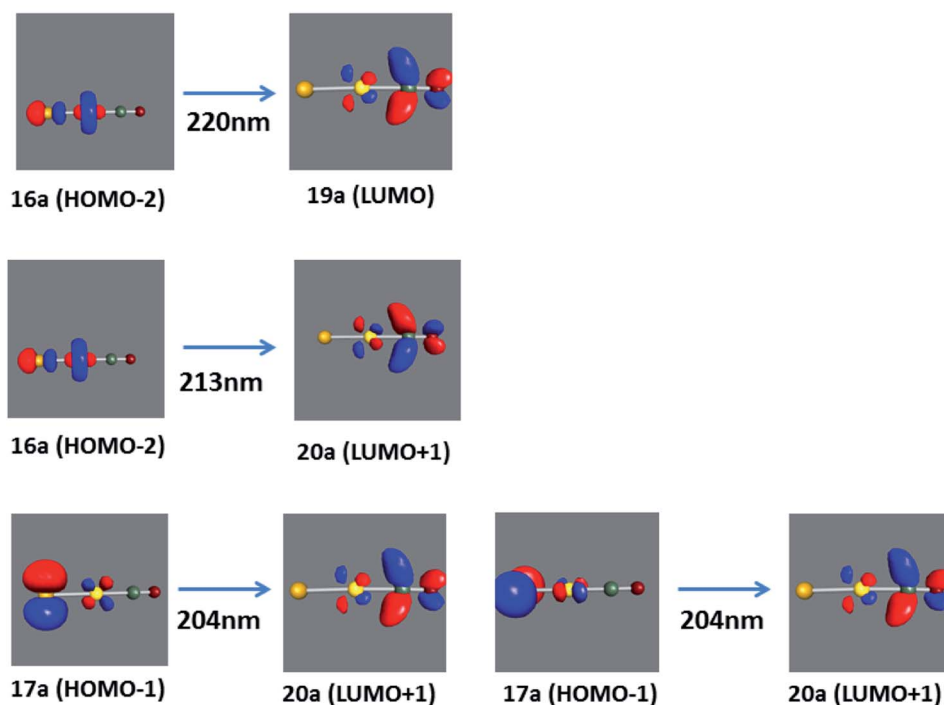 220nm
16a (HOMO-2) 19a (LUMO)
213nm
16a (HOMO-2) 20a (LUMO+1)
204nm 204nm
17a (HOMO-1) 20a (LUMO+1) 17a (HOMO-1) 20a (LUMO+1)